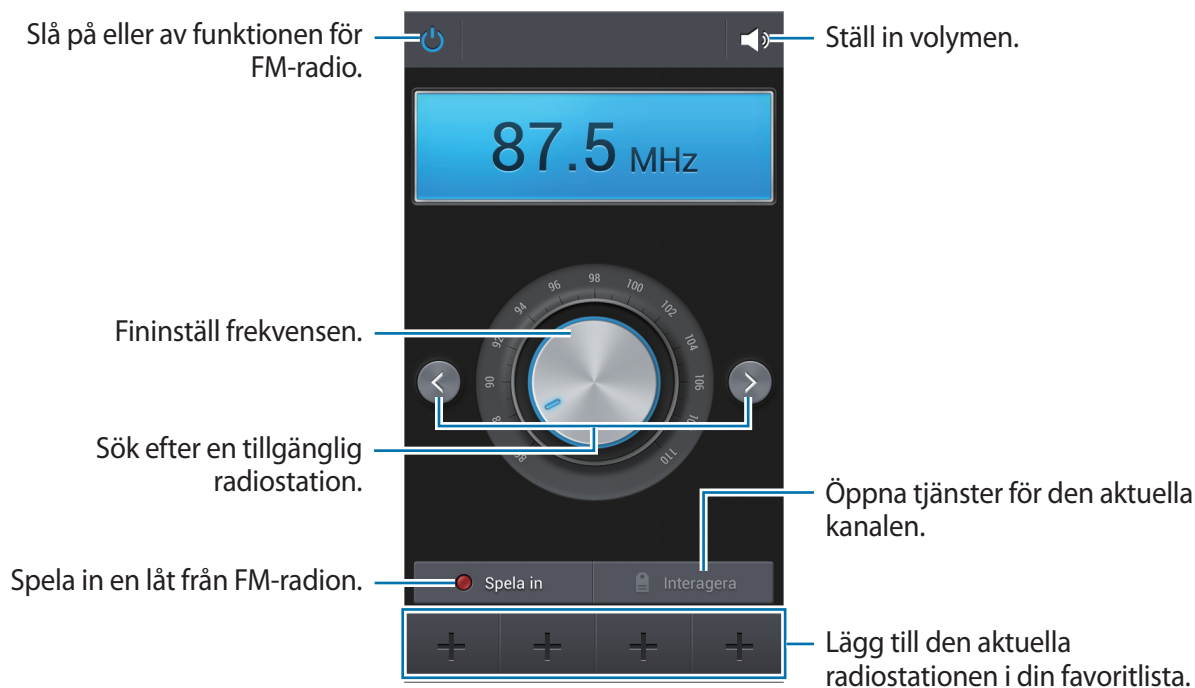 Slå på eller av funktionen för
FM-radio.
Ställ in volymen.
87.5 MHz
98
96
100
94
102
92
104
Fininställ frekvensen.
90
106
Sök efter en tillgänglig
radiostation.
110
Öppna tjänster för den aktuella
kanalen.
Spela in en låt från FM-radion.
Spela in
Interagera
Lägg till den aktuella
radiostationen i din favoritlista.